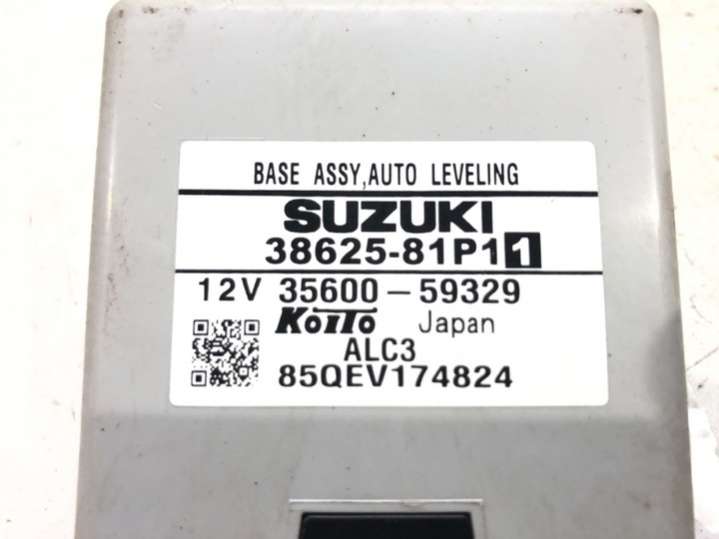 BASE ASSY,AUTO LEVELING
SUZUKI
38625-81P11
12V 35600-59329
KOITO Japan
ALC3
85QEV174824